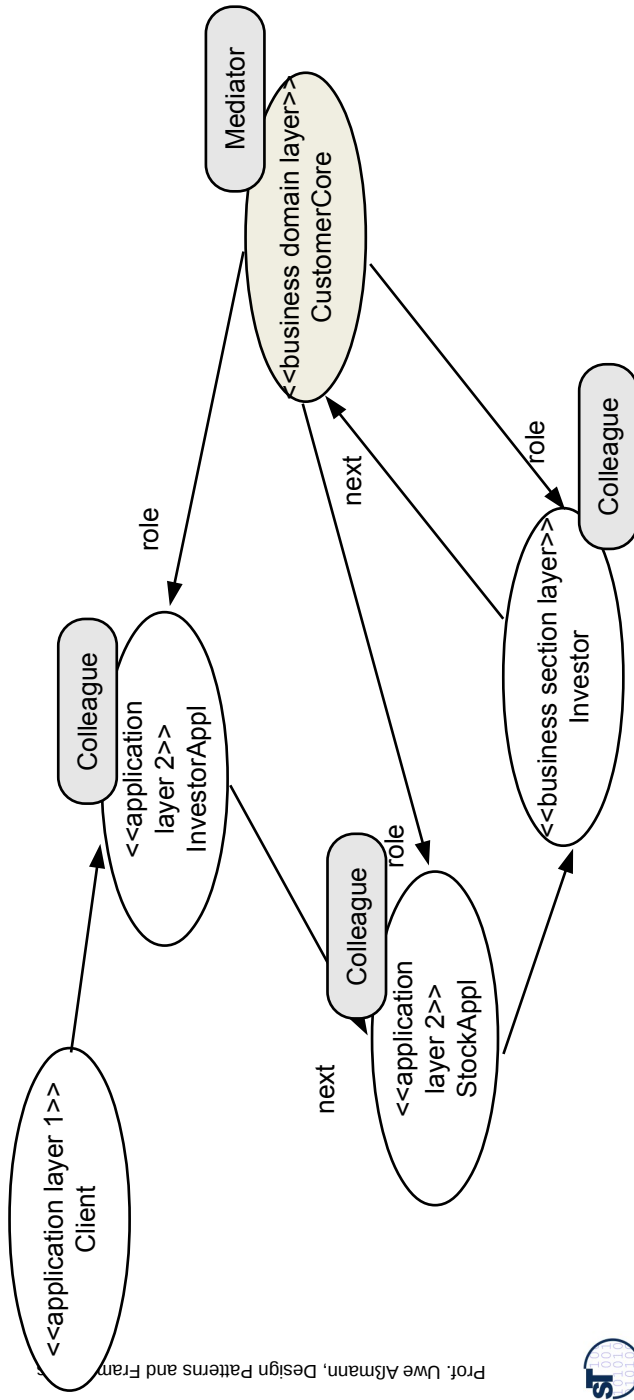 <<application layer 1>>
Client
Colleague
<<application
layer 2>>
InvestorAppl
role
Mediator
<<business domain layer>>
CustomerCore
next
Colleague
<<application
layer 2>>
StockAppl
role
next
role
<<business section layer>>
Investor
Colleague
Prof. Uwe Aßmann, Design Patterns and Fram
ST